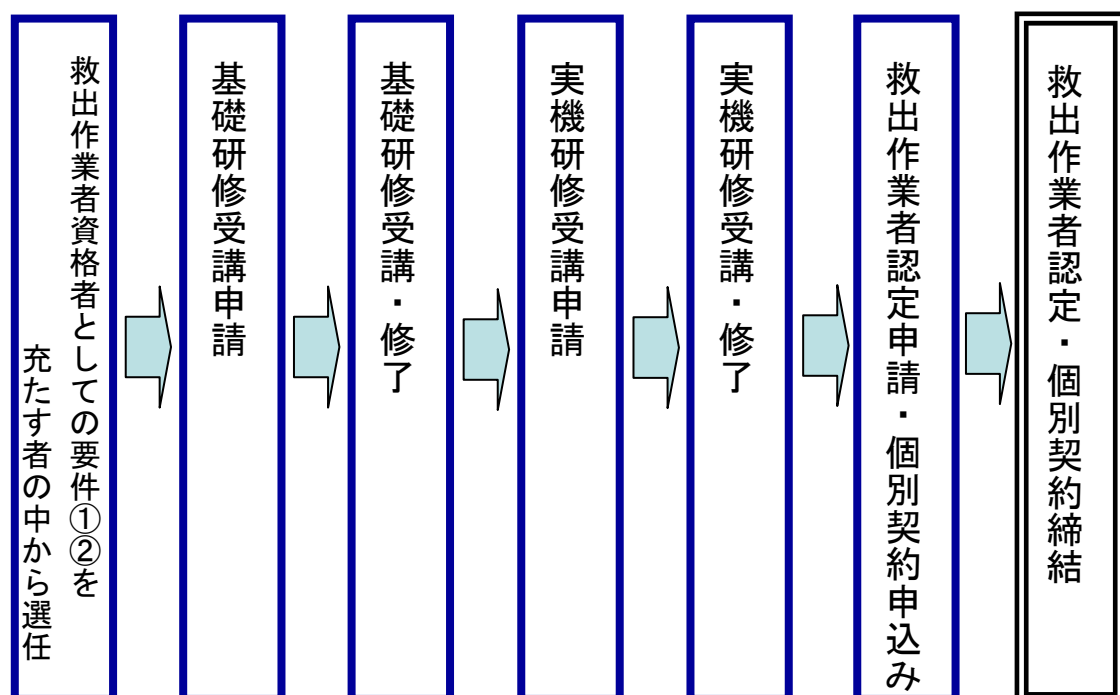 救出作業者資格者としての要件①②を
充たす者の中から選任
基礎研修受講申請
基礎研修受講・修了
実機研修受講申請
実機研修受講・修了
救出作業者認定申請・個別契約申込み
救出作業者認定・個別契約締結